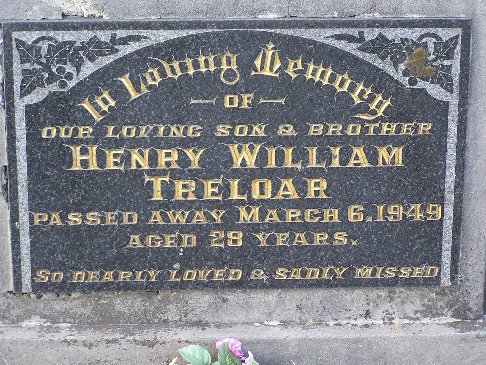 In Loving Memory
OF
OUR LOVING SON & BROTHER
HENRY WILLIAM
TRELOAR
PASSED AWAY MARCH 6.1949
AGED 28 YEARS.
SO DEARLY LOVED & SADLY MISSED